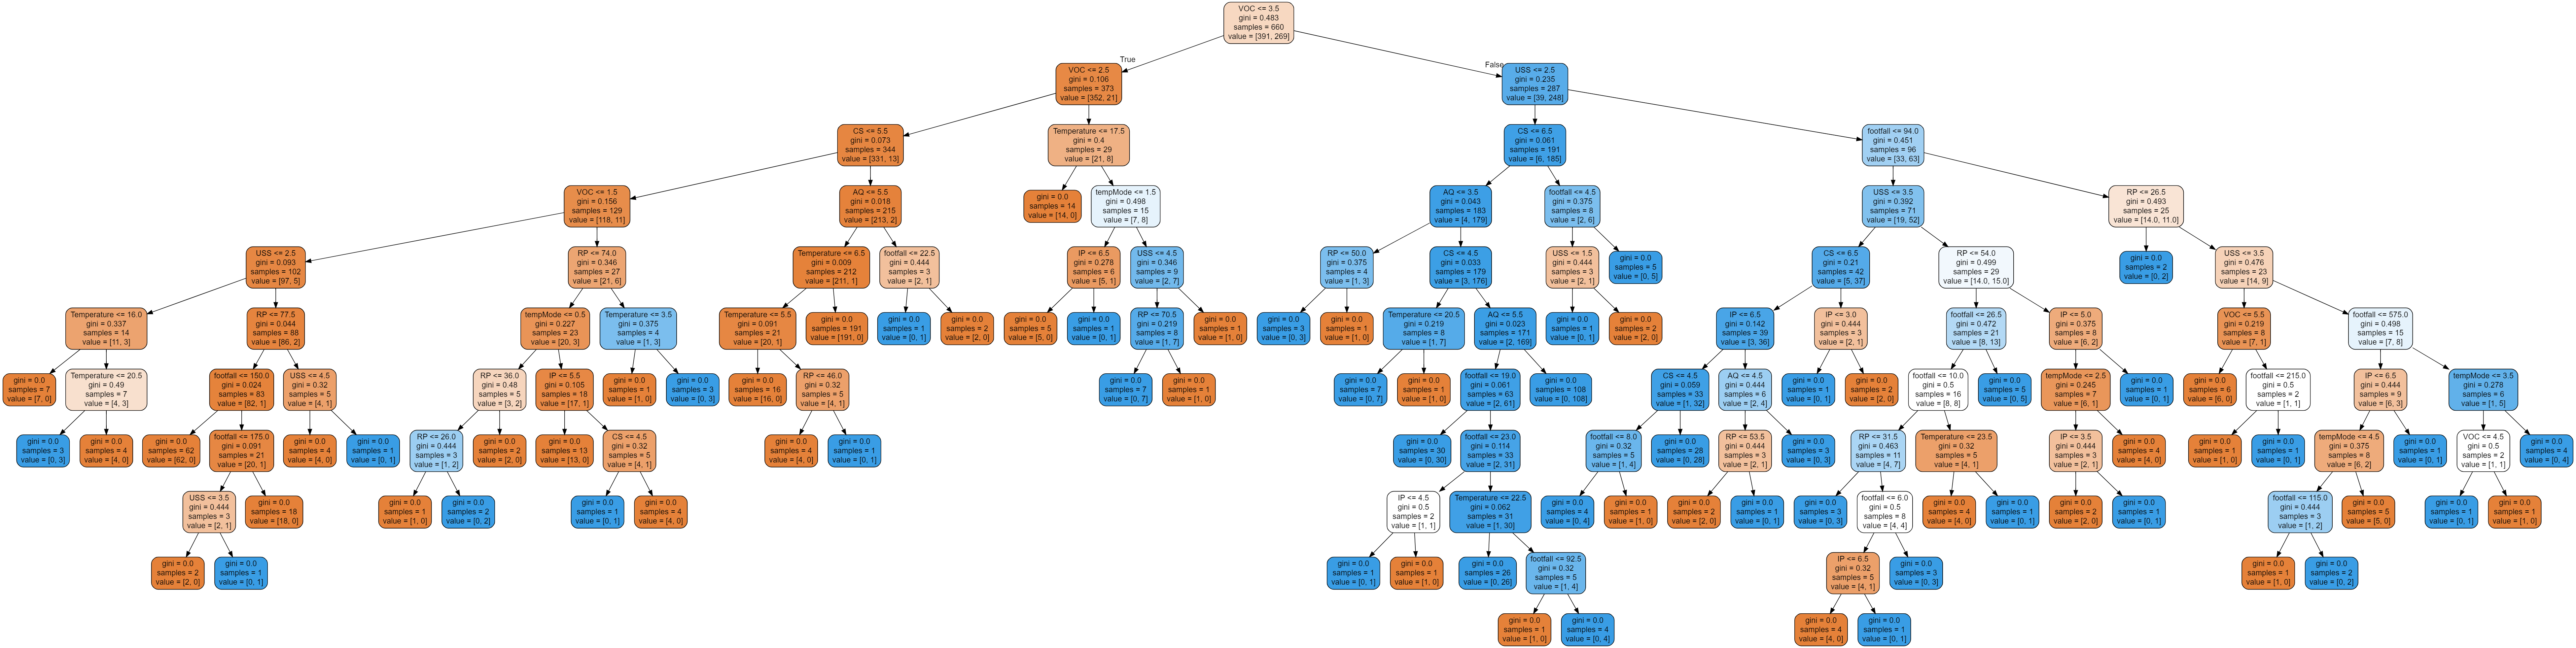 VOC <= 3.5
gini = 0.483
samples = 660
value = [391, 269]
True
False
VOC <= 2.5
gini = 0.106
samples = 373
value = [352, 21]
USS <= 2.5
gini = 0.235
samples = 287
value = [39, 248]
CS <= 5.5
gini = 0.073
samples = 344
value = [331, 13]
Temperature <= 17.5
gini = 0.4
samples = 29
value = [21, 8]
CS <= 6.5
gini = 0.061
samples = 191
value = [6, 185]
footfall <= 94.0
gini = 0.451
samples = 96
value = [33, 63]
VOC <= 1.5
gini = 0.156
samples = 129
value = [118, 11]
AQ <= 5.5
gini = 0.018
samples = 215
value = [213, 2]
gini = 0.0
samples = 14
value = [14, 0]
tempMode <= 1.5
gini = 0.498
samples = 15
value = [7, 8]
AQ <= 3.5
gini = 0.043
samples = 183
value = [4, 179]
footfall <= 4.5
gini = 0.375
samples = 8
value = [2, 6]
USS <= 3.5
gini = 0.392
samples = 71
value = [19, 52]
RP <= 26.5
gini = 0.493
samples = 25
value = [14.0, 11.0]
USS <= 2.5
gini = 0.093
samples = 102
value = [97, 5]
RP <= 74.0
gini = 0.346
samples = 27
value = [21, 6]
Temperature <= 6.5
gini = 0.009
samples = 212
value = [211, 1]
footfall <= 22.5
gini = 0.444
samples = 3
value = [2, 1]
IP <= 6.5
gini = 0.278
samples = 6
value = [5, 1]
USS <= 4.5
gini = 0.346
samples = 9
value = [2, 7]
RP <= 50.0
gini = 0.375
samples = 4
value = [1, 3]
CS <= 4.5
gini = 0.033
samples = 179
value = [3, 176]
USS <= 1.5
gini = 0.444
samples = 3
value = [2, 1]
gini = 0.0
samples = 5
value = [0, 5]
CS <= 6.5
gini = 0.21
samples = 42
value = [5, 37]
RP <= 54.0
gini = 0.499
samples = 29
value = [14.0, 15.0]
gini = 0.0
samples = 2
value = [0, 2]
USS <= 3.5
gini = 0.476
samples = 23
value = [14, 9]
Temperature <= 16.0
gini = 0.337
samples = 14
value = [11, 3]
RP <= 77.5
gini = 0.044
samples = 88
value = [86, 2]
tempMode <= 0.5
gini = 0.227
samples = 23
value = [20, 3]
Temperature <= 3.5
gini = 0.375
samples = 4
value = [1, 3]
Temperature <= 5.5
gini = 0.091
samples = 21
value = [20, 1]
gini = 0.0
samples = 191
value = [191, 0]
gini = 0.0
samples = 1
value = [0, 1]
gini = 0.0
samples = 2
value = [2, 0]
gini = 0.0
samples = 5
value = [5, 0]
gini = 0.0
samples = 1
value = [0, 1]
RP <= 70.5
gini = 0.219
samples = 8
value = [1, 7]
gini = 0.0
samples = 1
value = [1, 0]
gini = 0.0
samples = 3
value = [0, 3]
gini = 0.0
samples = 1
value = [1, 0]
Temperature <= 20.5
gini = 0.219
samples = 8
value = [1, 7]
AQ <= 5.5
gini = 0.023
samples = 171
value = [2, 169]
gini = 0.0
samples = 1
value = [0, 1]
gini = 0.0
samples = 2
value = [2, 0]
IP <= 6.5
gini = 0.142
samples = 39
value = [3, 36]
IP <= 3.0
gini = 0.444
samples = 3
value = [2, 1]
footfall <= 26.5
gini = 0.472
samples = 21
value = [8, 13]
IP <= 5.0
gini = 0.375
samples = 8
value = [6, 2]
VOC <= 5.5
gini = 0.219
samples = 8
value = [7, 1]
footfall <= 575.0
gini = 0.498
samples = 15
value = [7, 8]
gini = 0.0
samples = 7
value = [7, 0]
Temperature <= 20.5
gini = 0.49
samples = 7
value = [4, 3]
footfall <= 150.0
gini = 0.024
samples = 83
value = [82, 1]
USS <= 4.5
gini = 0.32
samples = 5
value = [4, 1]
RP <= 36.0
gini = 0.48
samples = 5
value = [3, 2]
IP <= 5.5
gini = 0.105
samples = 18
value = [17, 1]
gini = 0.0
samples = 1
value = [1, 0]
gini = 0.0
samples = 3
value = [0, 3]
gini = 0.0
samples = 16
value = [16, 0]
RP <= 46.0
gini = 0.32
samples = 5
value = [4, 1]
gini = 0.0
samples = 7
value = [0, 7]
gini = 0.0
samples = 1
value = [1, 0]
gini = 0.0
samples = 7
value = [0, 7]
gini = 0.0
samples = 1
value = [1, 0]
footfall <= 19.0
gini = 0.061
samples = 63
value = [2, 61]
gini = 0.0
samples = 108
value = [0, 108]
CS <= 4.5
gini = 0.059
samples = 33
value = [1, 32]
AQ <= 4.5
gini = 0.444
samples = 6
value = [2, 4]
gini = 0.0
samples = 1
value = [0, 1]
gini = 0.0
samples = 2
value = [2, 0]
footfall <= 10.0
gini = 0.5
samples = 16
value = [8, 8]
gini = 0.0
samples = 5
value = [0, 5]
tempMode <= 2.5
gini = 0.245
samples = 7
value = [6, 1]
gini = 0.0
samples = 1
value = [0, 1]
gini = 0.0
samples = 6
value = [6, 0]
footfall <= 215.0
gini = 0.5
samples = 2
value = [1, 1]
IP <= 6.5
gini = 0.444
samples = 9
value = [6, 3]
tempMode <= 3.5
gini = 0.278
samples = 6
value = [1, 5]
gini = 0.0
samples = 3
value = [0, 3]
gini = 0.0
samples = 4
value = [4, 0]
gini = 0.0
samples = 62
value = [62, 0]
footfall <= 175.0
gini = 0.091
samples = 21
value = [20, 1]
gini = 0.0
samples = 4
value = [4, 0]
gini = 0.0
samples = 1
value = [0, 1]
RP <= 26.0
gini = 0.444
samples = 3
value = [1, 2]
gini = 0.0
samples = 2
value = [2, 0]
gini = 0.0
samples = 13
value = [13, 0]
CS <= 4.5
gini = 0.32
samples = 5
value = [4, 1]
gini = 0.0
samples = 4
value = [4, 0]
gini = 0.0
samples = 1
value = [0, 1]
gini = 0.0
samples = 30
value = [0, 30]
footfall <= 23.0
gini = 0.114
samples = 33
value = [2, 31]
footfall <= 8.0
gini = 0.32
samples = 5
value = [1, 4]
gini = 0.0
samples = 28
value = [0, 28]
RP <= 53.5
gini = 0.444
samples = 3
value = [2, 1]
gini = 0.0
samples = 3
value = [0, 3]
RP <= 31.5
gini = 0.463
samples = 11
value = [4, 7]
Temperature <= 23.5
gini = 0.32
samples = 5
value = [4, 1]
IP <= 3.5
gini = 0.444
samples = 3
value = [2, 1]
gini = 0.0
samples = 4
value = [4, 0]
gini = 0.0
samples = 1
value = [1, 0]
gini = 0.0
samples = 1
value = [0, 1]
tempMode <= 4.5
gini = 0.375
samples = 8
value = [6, 2]
gini = 0.0
samples = 1
value = [0, 1]
VOC <= 4.5
gini = 0.5
samples = 2
value = [1, 1]
gini = 0.0
samples = 4
value = [0, 4]
USS <= 3.5
gini = 0.444
samples = 3
value = [2, 1]
gini = 0.0
samples = 18
value = [18, 0]
gini = 0.0
samples = 1
value = [1, 0]
gini = 0.0
samples = 2
value = [0, 2]
gini = 0.0
samples = 1
value = [0, 1]
gini = 0.0
samples = 4
value = [4, 0]
IP <= 4.5
gini = 0.5
samples = 2
value = [1, 1]
Temperature <= 22.5
gini = 0.062
samples = 31
value = [1, 30]
gini = 0.0
samples = 4
value = [0, 4]
gini = 0.0
samples = 1
value = [1, 0]
gini = 0.0
samples = 2
value = [2, 0]
gini = 0.0
samples = 1
value = [0, 1]
gini = 0.0
samples = 3
value = [0, 3]
footfall <= 6.0
gini = 0.5
samples = 8
value = [4, 4]
gini = 0.0
samples = 4
value = [4, 0]
gini = 0.0
samples = 1
value = [0, 1]
gini = 0.0
samples = 2
value = [2, 0]
gini = 0.0
samples = 1
value = [0, 1]
footfall <= 115.0
gini = 0.444
samples = 3
value = [1, 2]
gini = 0.0
samples = 5
value = [5, 0]
gini = 0.0
samples = 1
value = [0, 1]
gini = 0.0
samples = 1
value = [1, 0]
gini = 0.0
samples = 2
value = [2, 0]
gini = 0.0
samples = 1
value = [0, 1]
gini = 0.0
samples = 1
value = [0, 1]
gini = 0.0
samples = 1
value = [1, 0]
gini = 0.0
samples = 26
value = [0, 26]
footfall <= 92.5
gini = 0.32
samples = 5
value = [1, 4]
IP <= 6.5
gini = 0.32
samples = 5
value = [4, 1]
gini = 0.0
samples = 3
value = [0, 3]
gini = 0.0
samples = 1
value = [1, 0]
gini = 0.0
samples = 2
value = [0, 2]
gini = 0.0
samples = 1
value = [1, 0]
gini = 0.0
samples = 4
value = [0, 4]
gini = 0.0
samples = 4
value = [4, 0]
gini = 0.0
samples = 1
value = [0, 1]